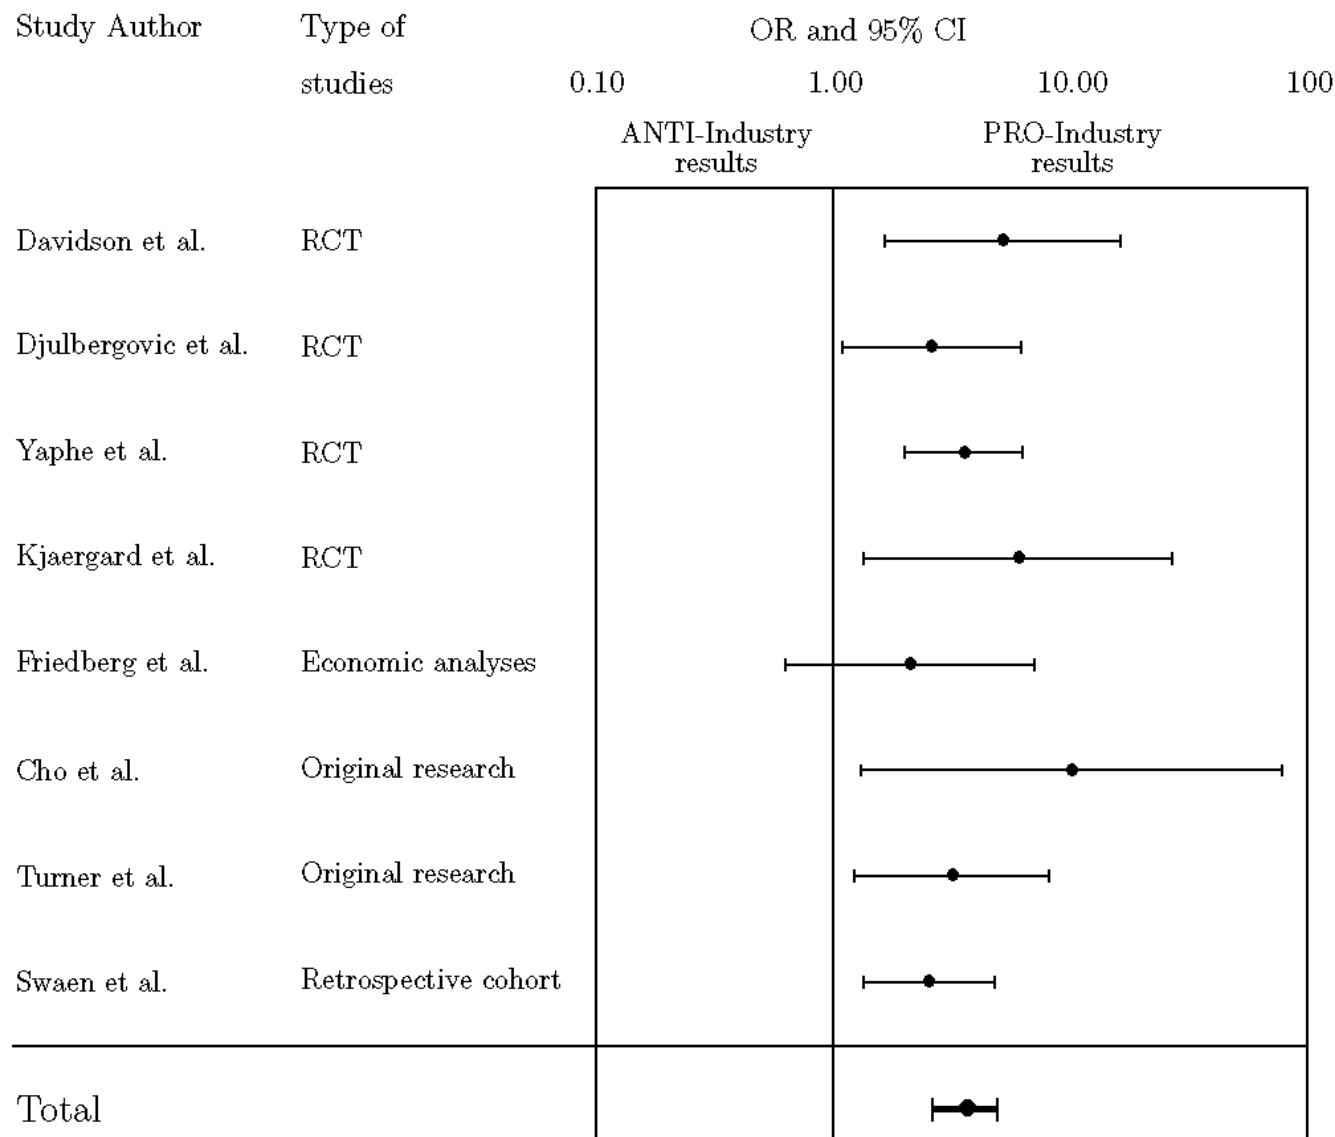 Study Author Type of OR and 95% CI
studies 0.10 1.00 10.00 100
ANTI-Industry PRO-Industry
results results
Davidson et al. RCT
Djulbergovic et al. RCT
Yaphe et al. RCT
Kjaergard et al. RCT
Friedberg et al. Economic analyses
Cho et al. Original research
Turner et al. Original research
Swaen et al. Retrospective cohort
Total